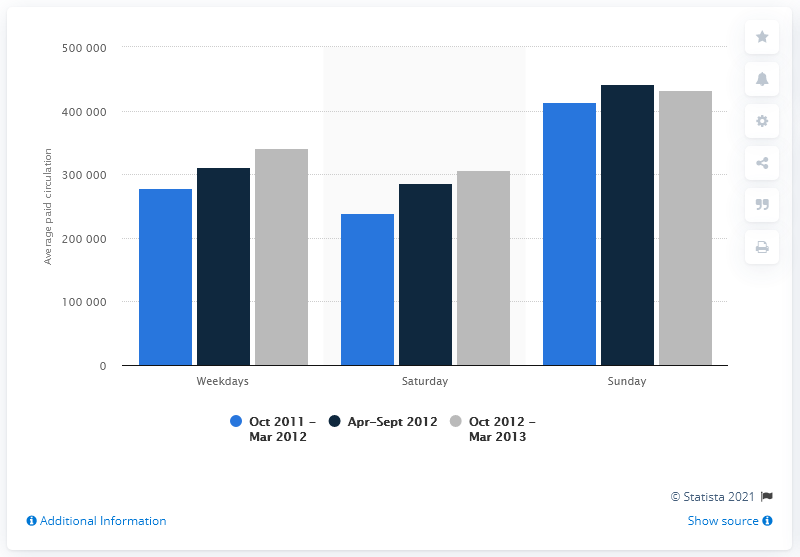 500 000
400 000
300 000
200 000
100 000
0
Average paid circulation
Weekdays
Saturday
Sunday
Oct 2011 –
Mar 2012
Apr–Sept 2012
Oct 2012 –
Mar 2013
© Statista 2021
Additional Information
Show source